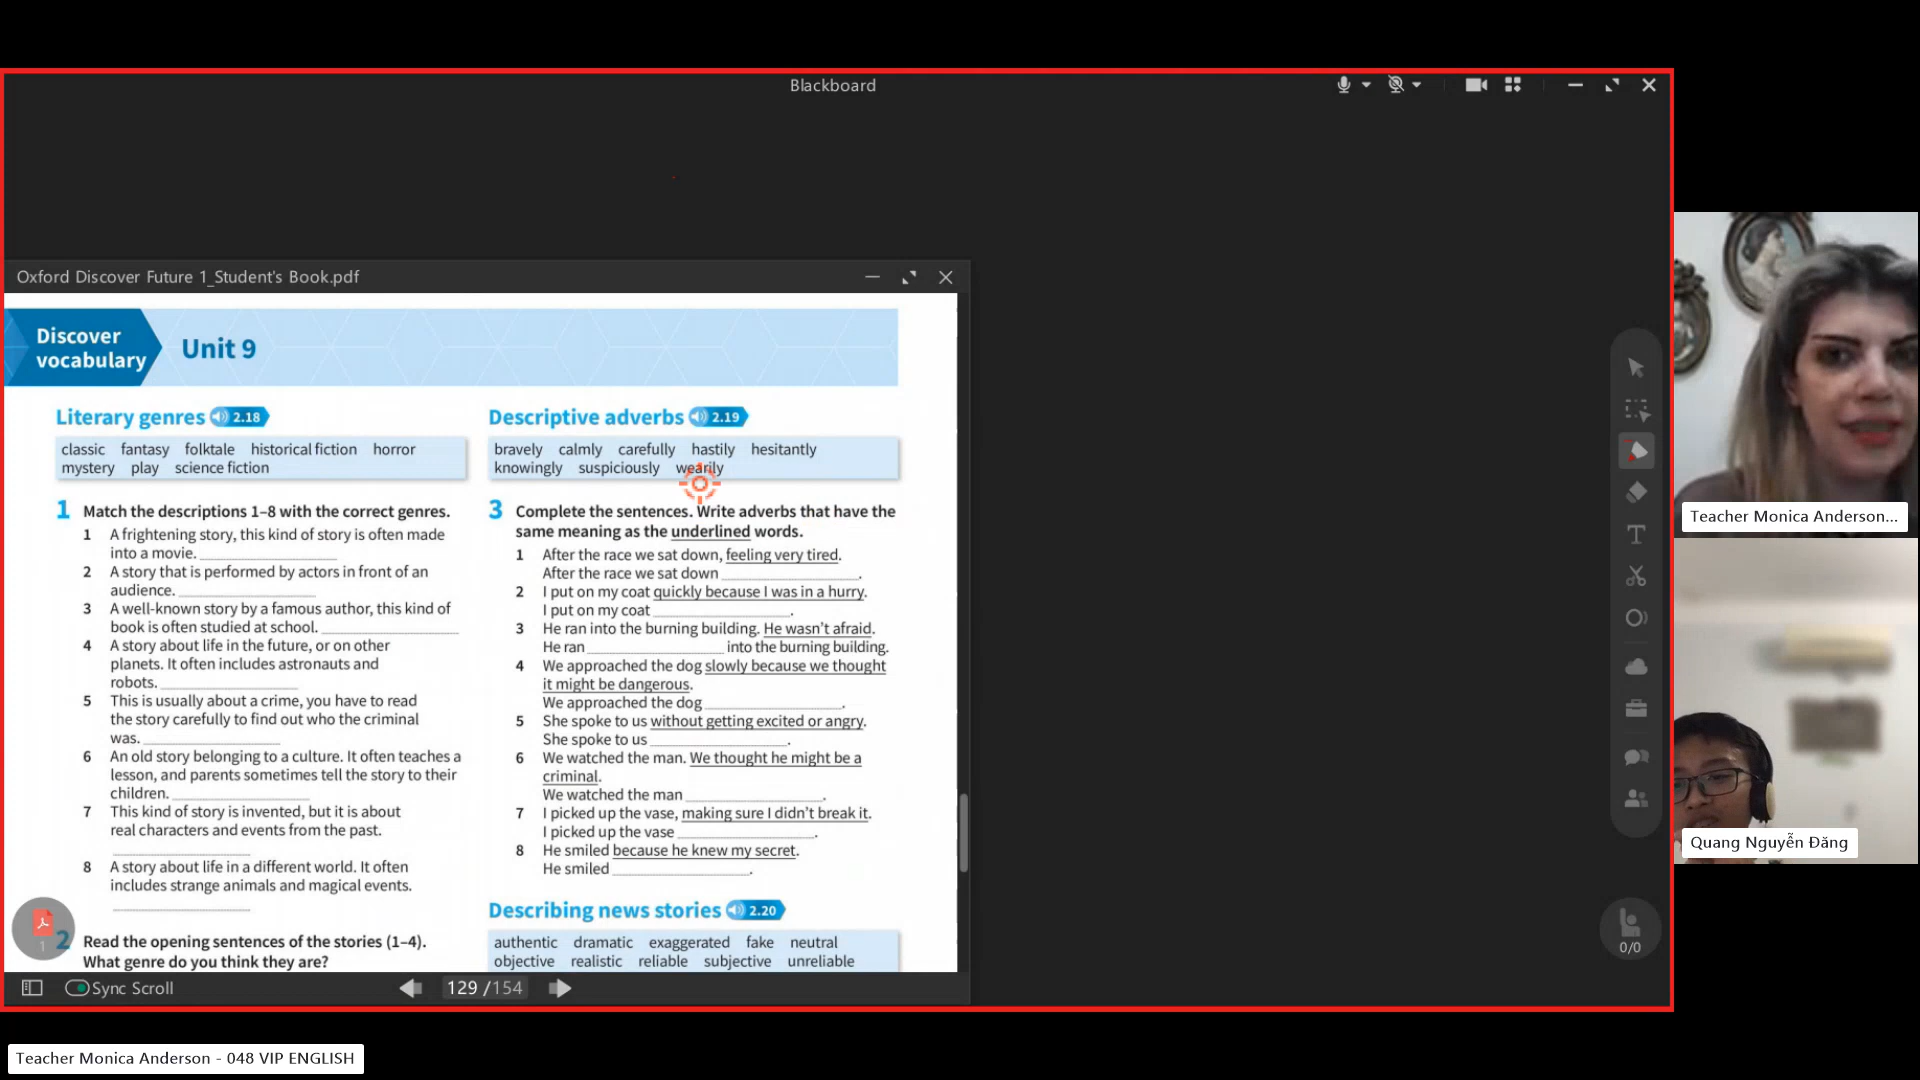 Blackboard
Oxford Discover Future 1_Student's Book.pdf
Discover
vocabulary
Unit 9
Literary genres 2.18
classic fantasy folktale historical fiction horror
mystery play science fiction
1 Match the descriptions 1–8 with the correct genres.
1 A frightening story, this kind of story is often made
into a movie.
2 A story that is performed by actors in front of an
audience.
3 A well-known story by a famous author, this kind of
book is often studied at school.
4 A story about life in the future, or on other
planets. It often includes astronauts and
robots.
5 This is usually about a crime, you have to read
the story carefully to find out who the criminal
was.
6 An old story belonging to a culture. It often teaches a
lesson, and parents sometimes tell the story to their
children.
7 This kind of story is invented, but it is about
real characters and events from the past.
8 A story about life in a different world. It often
includes strange animals and magical events.
2 Read the opening sentences of the stories (1–4).
What genre do you think they are?
Descriptive adverbs 2.19
bravely calmly carefully hastily hesitantly
knowingly suspiciously wearily
3 Complete the sentences. Write adverbs that have the
same meaning as the underlined words.
1 After the race we sat down, feeling very tired.
After the race we sat down .
2 I put on my coat quickly because I was in a hurry.
I put on my coat .
3 He ran into the burning building. He wasn't afraid.
He ran into the burning building.
4 We approached the dog slowly because we thought
it might be dangerous.
We approached the dog .
5 She spoke to us without getting excited or angry.
She spoke to us .
6 We watched the man. We thought he might be a
criminal.
We watched the man .
7 I picked up the vase, making sure I didn't break it.
I picked up the vase .
8 He smiled because he knew my secret.
He smiled .
Describing news stories 2.20
authentic dramatic exaggerated fake neutral
objective realistic reliable subjective unreliable
1
Sync Scroll
129 /154
0/0
Teacher Monica Anderson...
Quang Nguyễn Đăng
Teacher Monica Anderson - 048 VIP ENGLISH